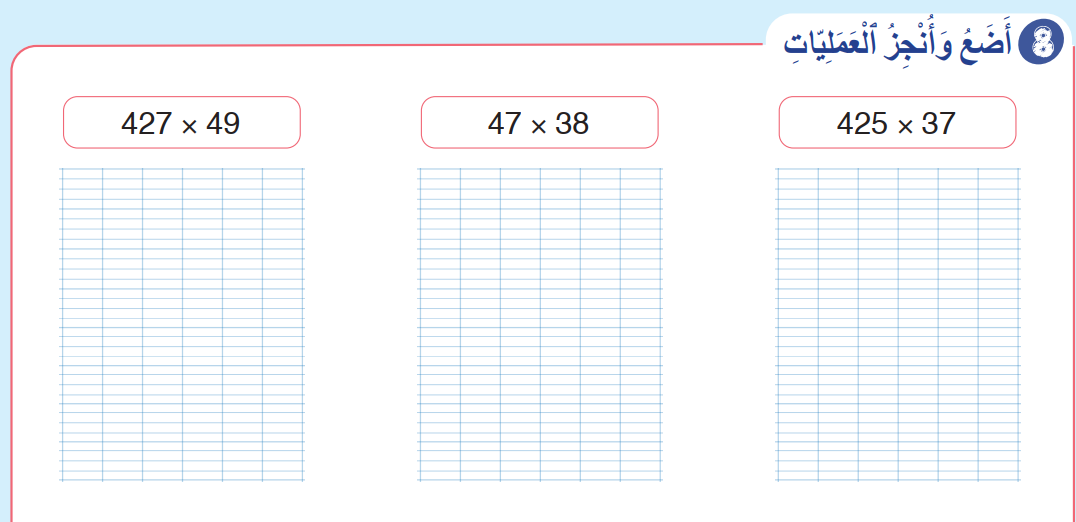 8 أَضَعُ وَأُنْجِزُ ٱلْعَمَلِيّاتِ
425 × 37
47 × 38
427 × 49